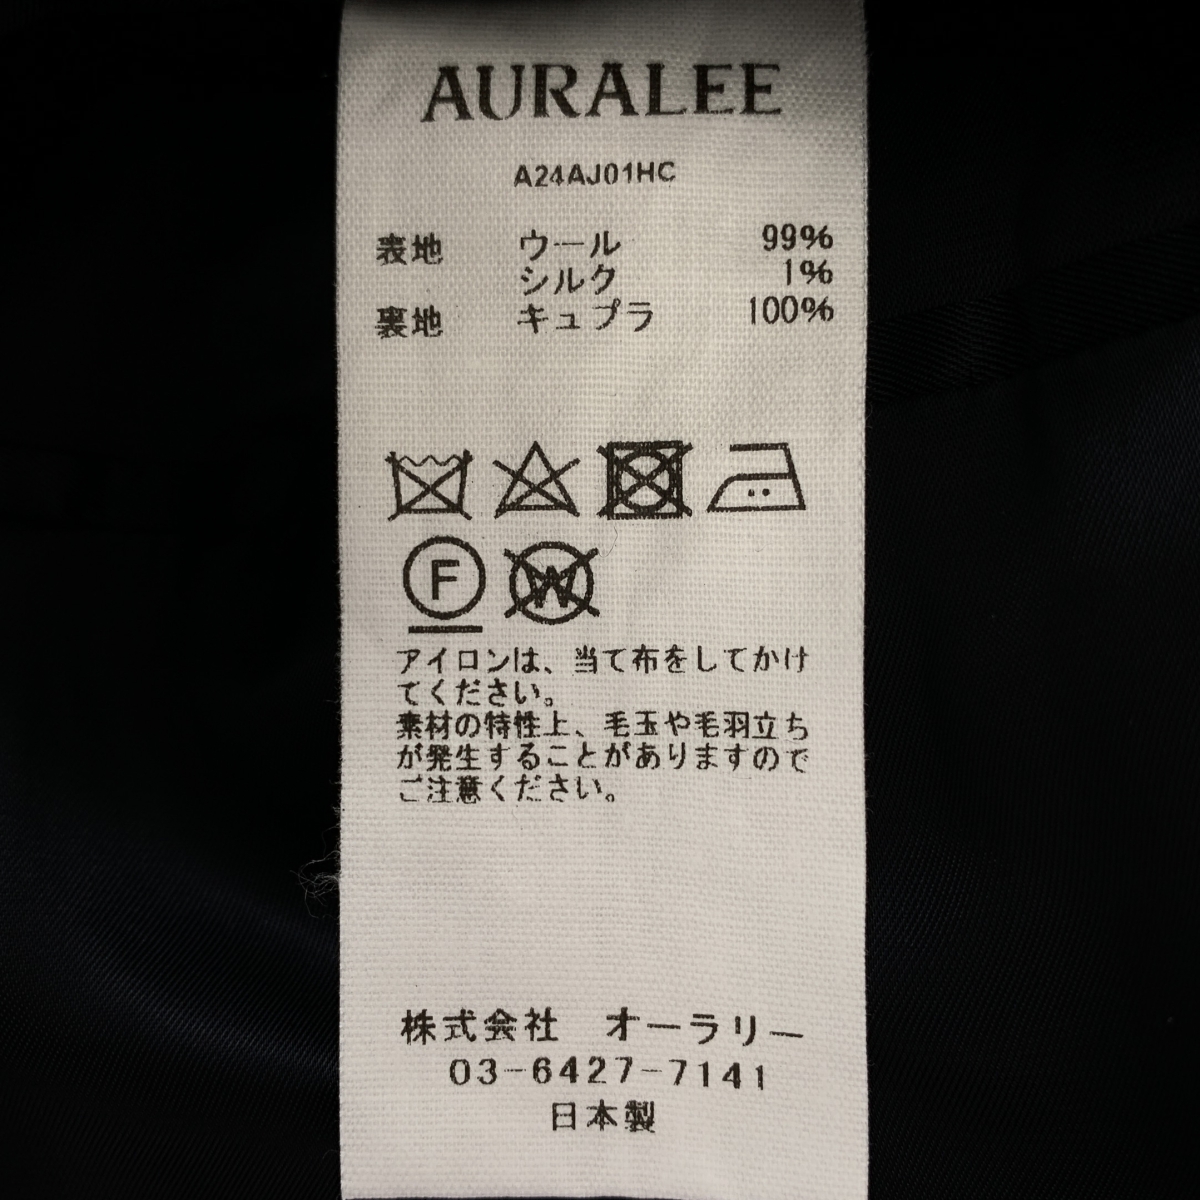 AURALEE
A24AJ01HC
表地 ウール 99%
シルク 1%
裏地 キュプラ 100%
F W
アイロンは、当て布をしてかけ
てください。
素材の特性上、毛玉や毛羽立ち
が発生することがありますので
ご注意ください。
株式会社 オーラリー
03-6427-7141
日本製